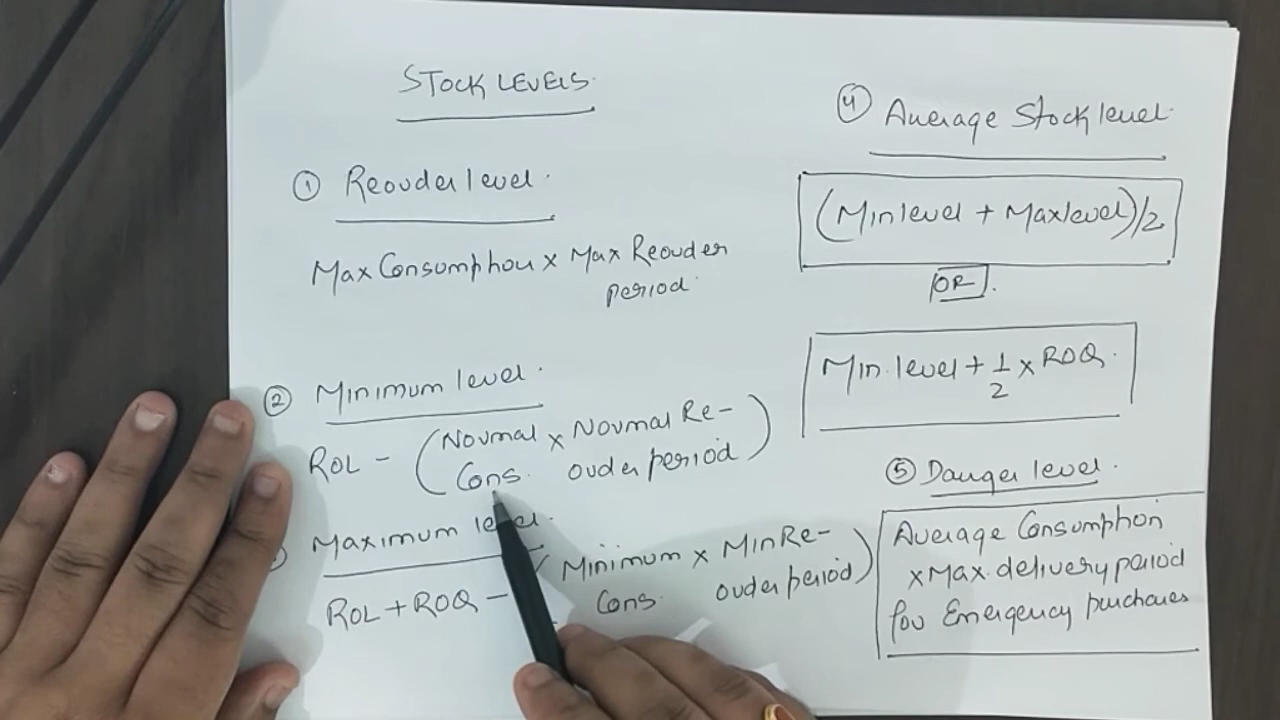 STOCK LEVELS.
① Reorder level.
Max Consumption × Max Reorder
period.
② Minimum level.
ROL - (Normal × Normal Re-
Cons. order period)
Maximum level.
ROL + ROQ - (Minimum × Min Re-
Cons. order period)
④ Average Stock level.
(Min level + Max level)/2
OR.
Min. level + 1/2 × ROQ.
⑤ Danger level.
Average Consumption
× Max. delivery period
for Emergency purchases